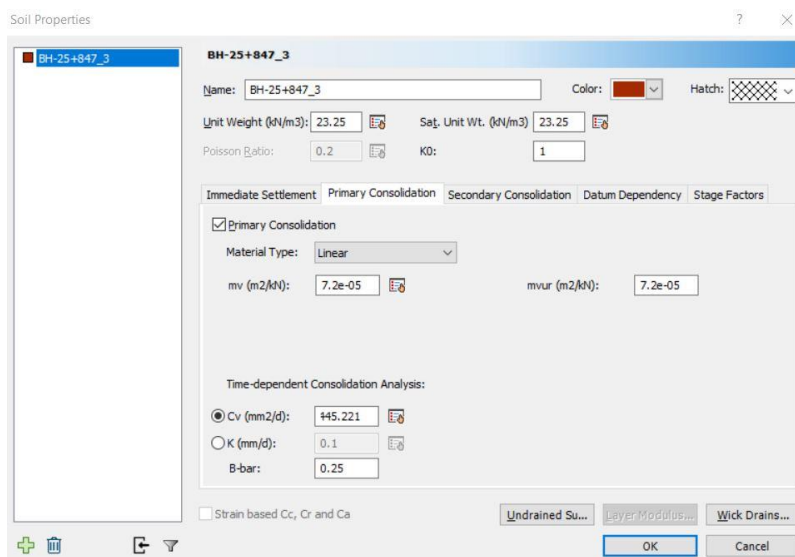 Soil Properties ? ×
BH-25+847_3
BH-25+847_3
Name: BH-25+847_3 Color: Hatch:
Unit Weight (kN/m3): 23.25 Sat. Unit Wt. (kN/m3) 23.25
Poisson Ratio: 0.2 K0: 1
Immediate Settlement Primary Consolidation Secondary Consolidation Datum Dependency Stage Factors
Primary Consolidation
Material Type: Linear
mv (m2/kN): 7.2e-05 mvur (m2/kN): 7.2e-05
Time-dependent Consolidation Analysis:
Cv (mm2/d):
K (mm/d): 0.1
B-bar: 0.25
Strain based Cc, Cr and Ca Undrained Su... Layer Modulus... Wick Drains...
OK Cancel